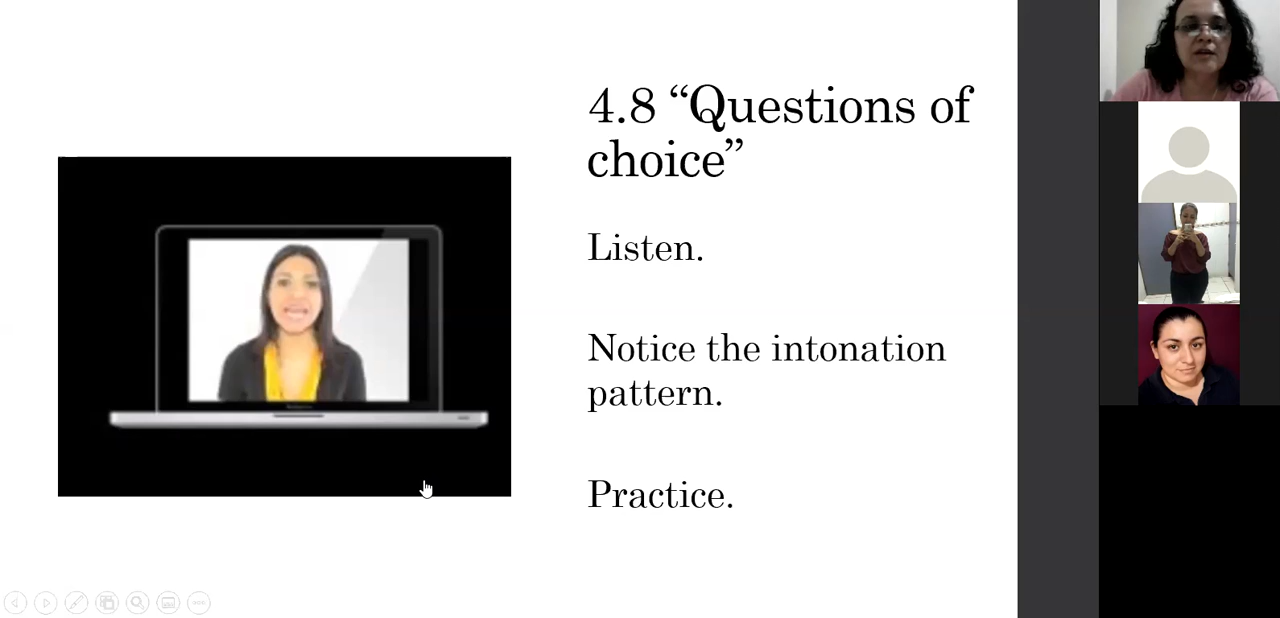 4.8 “Questions of
choice”
Listen.
Notice the intonation
pattern.
Practice.